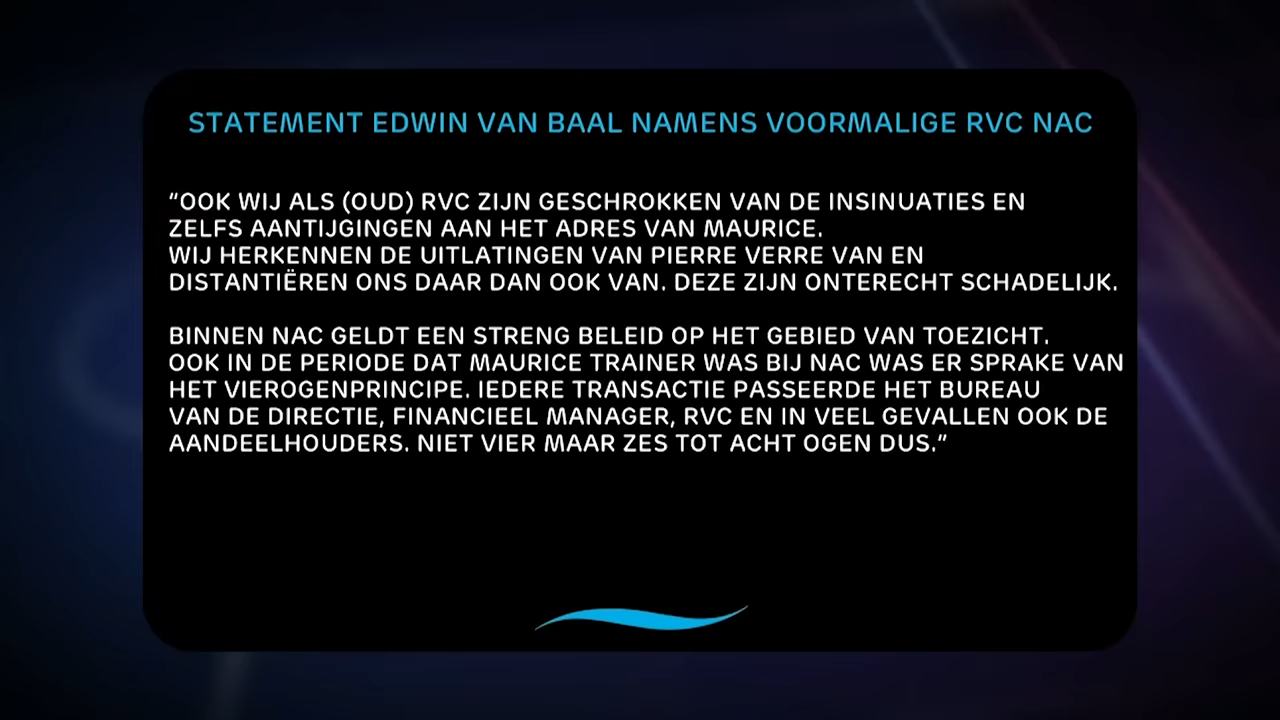 STATEMENT EDWIN VAN BAAL NAMENS VOORMALIGE RVC NAC
“OOK WIJ ALS (OUD) RVC ZIJN GESCHROKKEN VAN DE INSINUATIES EN
ZELFS AANTIJGINGEN AAN HET ADRES VAN MAURICE.
WIJ HERKENNEN DE UITLATINGEN VAN PIERRE VERRE VAN EN
DISTANTIËREN ONS DAAR DAN OOK VAN. DEZE ZIJN ONTERECHT SCHADELIJK.
BINNEN NAC GELDT EEN STRENG BELEID OP HET GEBIED VAN TOEZICHT.
OOK IN DE PERIODE DAT MAURICE TRAINER WAS BIJ NAC WAS ER SPRAKE VAN
HET VIEROGENPRINCIPE. IEDERE TRANSACTIE PASSEERDE HET BUREAU
VAN DE DIRECTIE, FINANCIEEL MANAGER, RVC EN IN VEEL GEVALLEN OOK DE
AANDEELHOUDERS. NIET VIER MAAR ZES TOT ACHT OGEN DUS.”